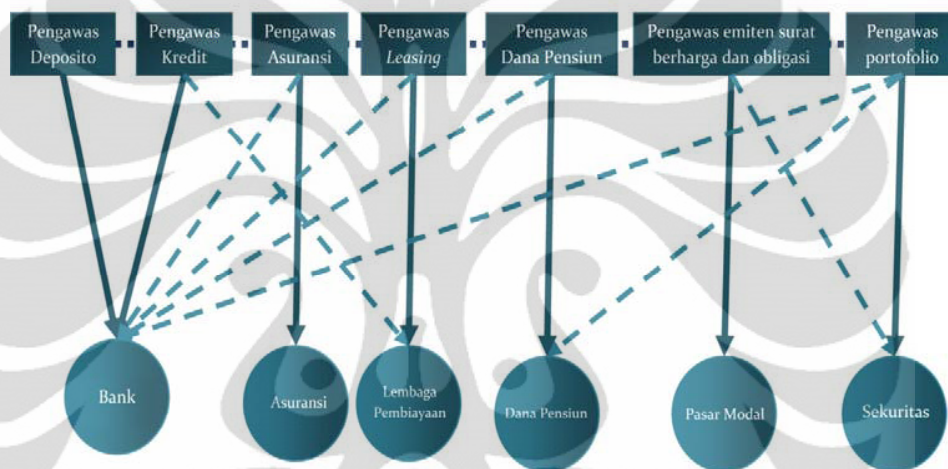 Pengawas
Deposito
Pengawas
Kredit
Pengawas
Asuransi
Pengawas
Leasing
Pengawas
Dana Pensiun
Pengawas emiten surat
berharga dan obligasi
Pengawas
portofolio
Bank
Asuransi
Lembaga
Pembiayaan
Dana Pensiun
Pasar Modal
Sekuritas